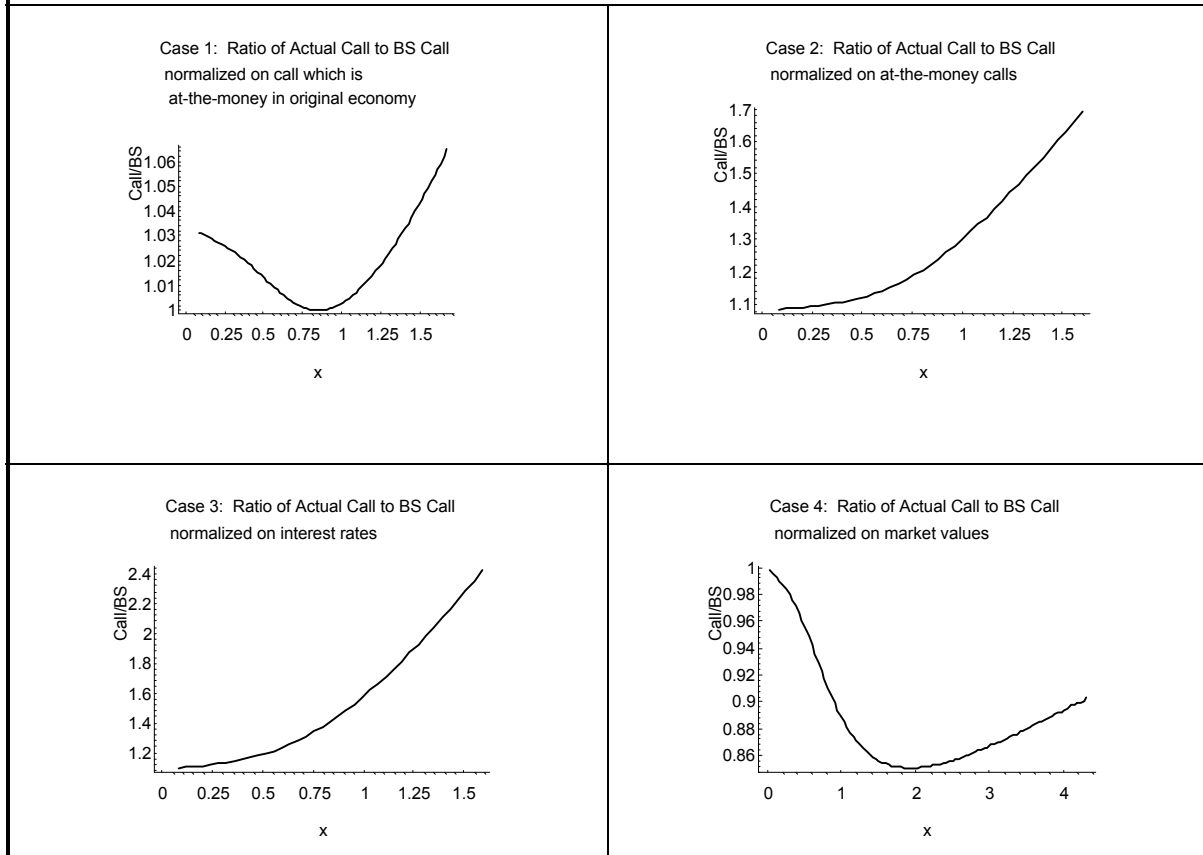 Case 1: Ratio of Actual Call to BS Call
normalized on call which is
at-the-money in original economy
Call/BS
1.06
1.05
1.04
1.03
1.02
1.01
1
0 0.25 0.5 0.75 1 1.25 1.5
x
Case 2: Ratio of Actual Call to BS Call
normalized on at-the-money calls
Call/BS
1.7
1.6
1.5
1.4
1.3
1.2
1.1
0 0.25 0.5 0.75 1 1.25 1.5
x
Case 3: Ratio of Actual Call to BS Call
normalized on interest rates
Call/BS
2.4
2.2
2
1.8
1.6
1.4
1.2
0 0.25 0.5 0.75 1 1.25 1.5
x
Case 4: Ratio of Actual Call to BS Call
normalized on market values
Call/BS
1
0.98
0.96
0.94
0.92
0.9
0.88
0.86
0 1 2 3 4
x